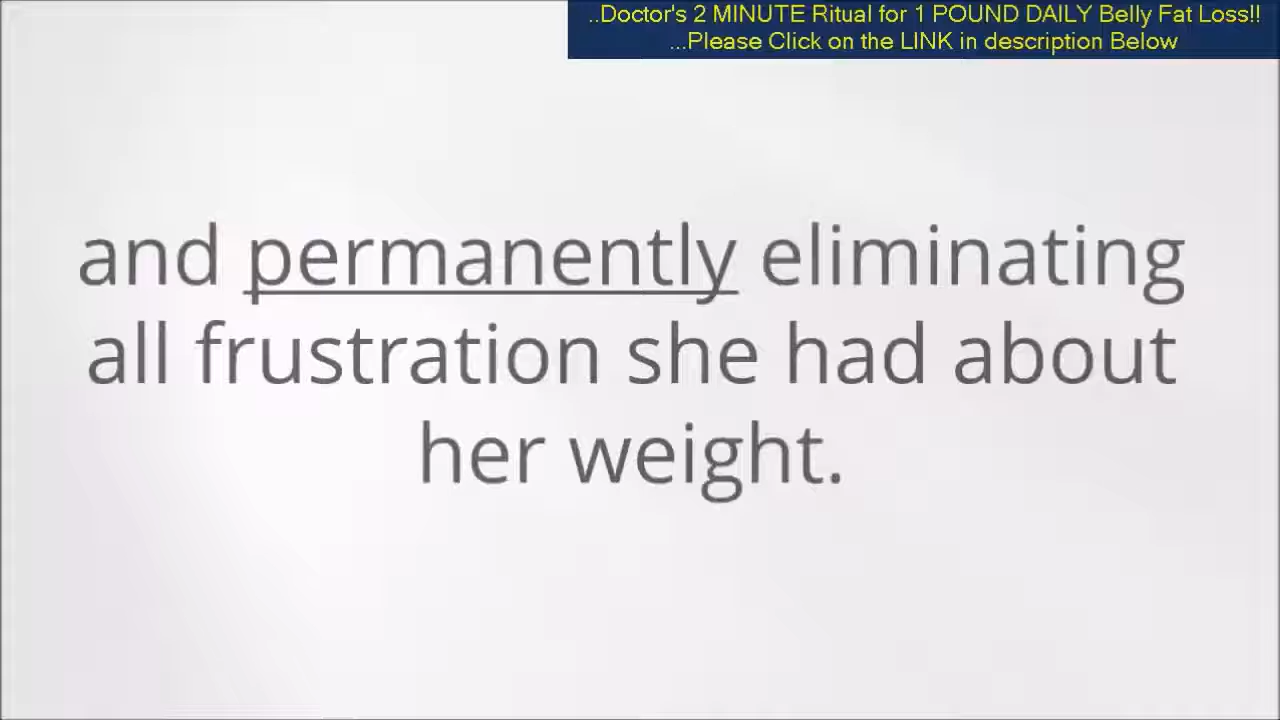 ..Doctor's 2 MINUTE Ritual for 1 POUND DAILY Belly Fat Loss!!
...Please Click on the LINK in description Below
and permanently eliminating
all frustration she had about
her weight.